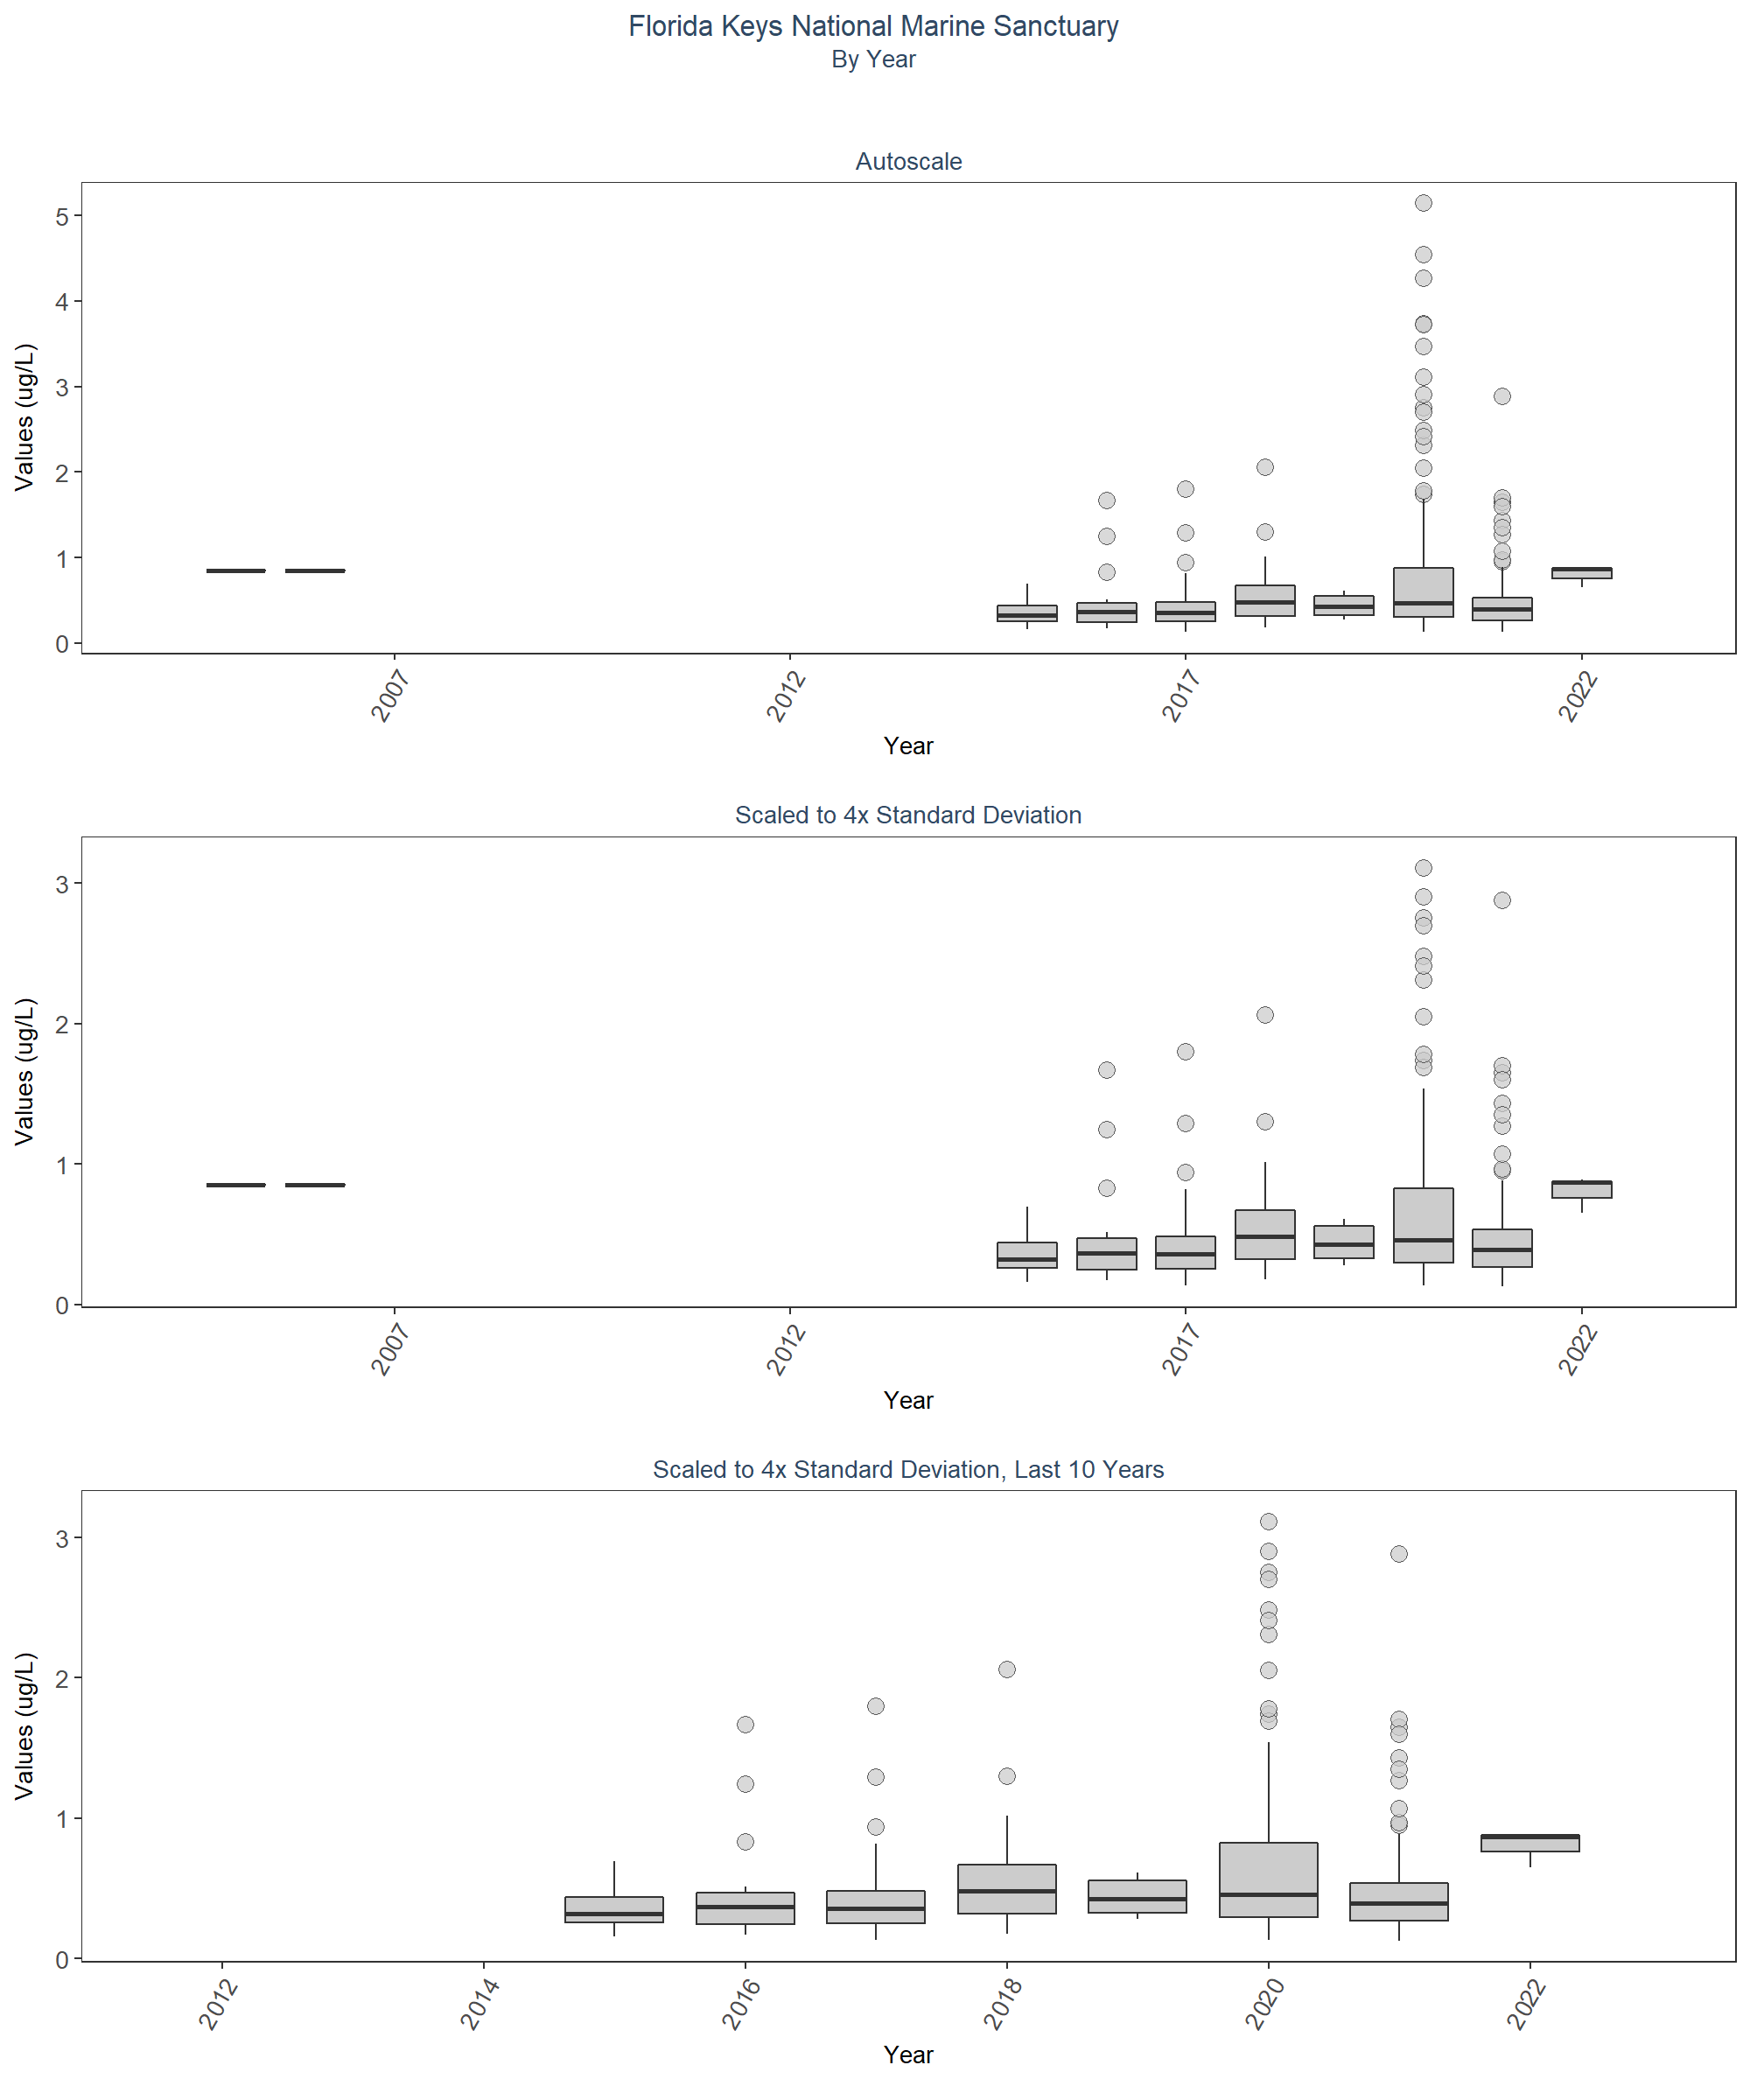 Florida Keys National Marine Sanctuary
By Year
Autoscale
Values (ug/L)
5
4
3
2
1
0
2007
2012
2017
2022
Year
Scaled to 4x Standard Deviation
Values (ug/L)
3
2
1
0
2007
2012
2017
2022
Year
Scaled to 4x Standard Deviation, Last 10 Years
Values (ug/L)
3
2
1
0
2012
2014
2016
2018
2020
2022
Year